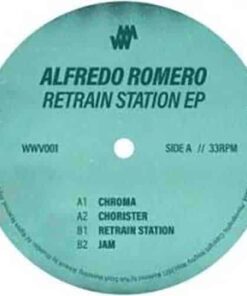 ALFREDO ROMERO
RETRAIN STATION EP
WWV001
SIDE A // 33RPM
A1 CHROMA
A2 CHORISTER
B1 RETRAIN STATION
B2 JAM